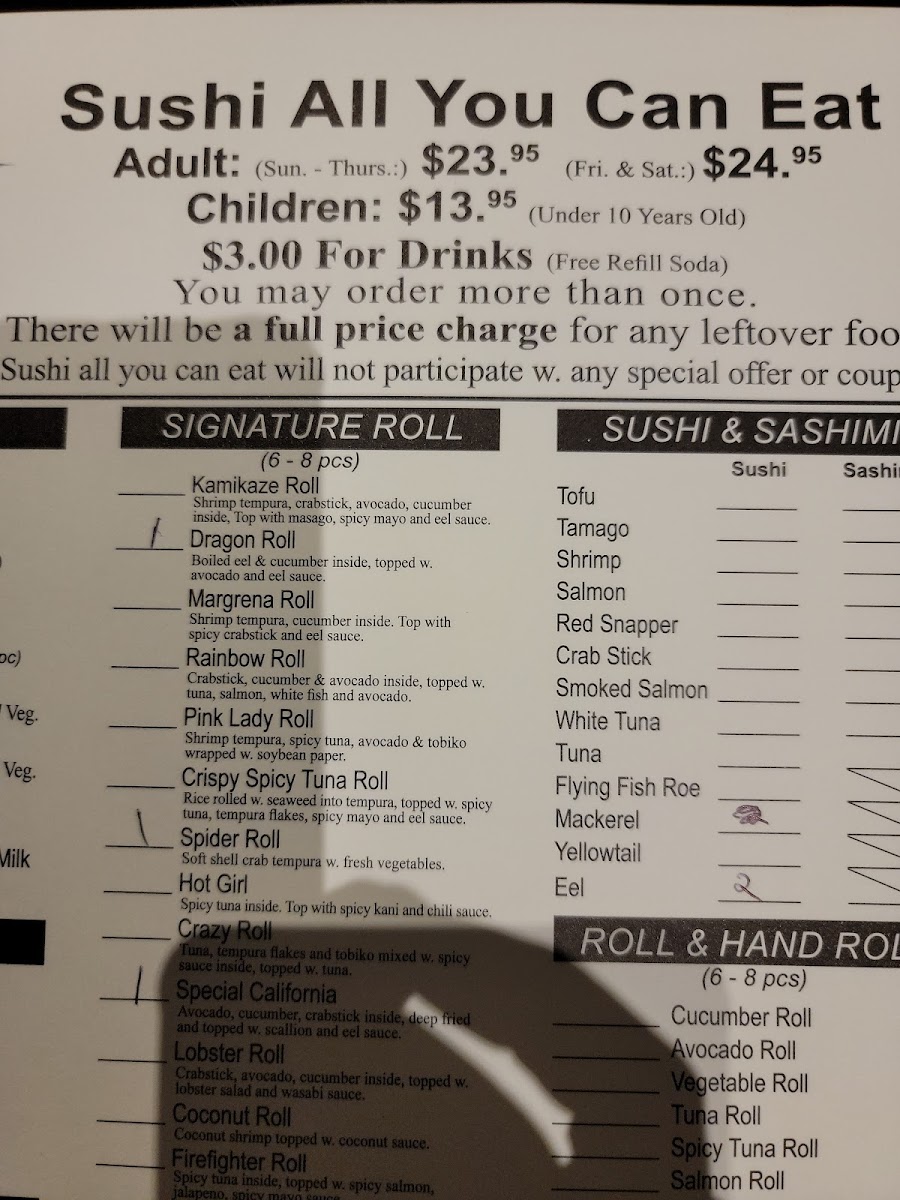 Sushi All You Can Eat
Adult: (Sun. - Thurs.:) $23.95 (Fri. & Sat.:) $24.95
Children: $13.95 (Under 10 Years Old)
$3.00 For Drinks (Free Refill Soda)
You may order more than once.
There will be a full price charge for any leftover foo
Sushi all you can eat will not participate w. any special offer or coup
pc)
Veg.
Veg.
Milk
SIGNATURE ROLL
(6 - 8 pcs)
Kamikaze Roll
Shrimp tempura, crabstick, avocado, cucumber
inside, Top with masago, spicy mayo and eel sauce.
1 Dragon Roll
Boiled eel & cucumber inside, topped w.
avocado and eel sauce.
Margrena Roll
Shrimp tempura, cucumber inside. Top with
spicy crabstick and eel sauce.
Rainbow Roll
Crabstick, cucumber & avocado inside, topped w.
tuna, salmon, white fish and avocado.
Pink Lady Roll
Shrimp tempura, spicy tuna, avocado & tobiko
wrapped w. soybean paper.
Crispy Spicy Tuna Roll
Rice rolled w. seaweed into tempura, topped w. spicy
tuna, tempura flakes, spicy mayo and eel sauce.
1 Spider Roll
Soft shell crab tempura w. fresh vegetables.
Hot Girl
Spicy tuna inside. Top with spicy kani and chili sauce.
Crazy Roll
Tuna, tempura flakes and tobiko mixed w. spicy
sauce inside, topped w. tuna.
1 Special California
Avocado, cucumber, crabstick inside, deep fried
and topped w. scallion and eel sauce.
Lobster Roll
Crabstick, avocado, cucumber inside, topped w.
lobster salad and wasabi sauce.
Coconut Roll
Coconut shrimp topped w. coconut sauce.
Firefighter Roll
Spicy tuna inside, topped w. spicy salmon,
jalapeno, spicy mayo sauce
SUSHI & SASHIMI
Sushi Sashi
Tofu
Tamago
Shrimp
Salmon
Red Snapper
Crab Stick
Smoked Salmon
White Tuna
Tuna
Flying Fish Roe
Mackerel
Yellowtail
Eel 2
ROLL & HAND ROL
(6 - 8 pcs)
Cucumber Roll
Avocado Roll
Vegetable Roll
Tuna Roll
Spicy Tuna Roll
Salmon Roll